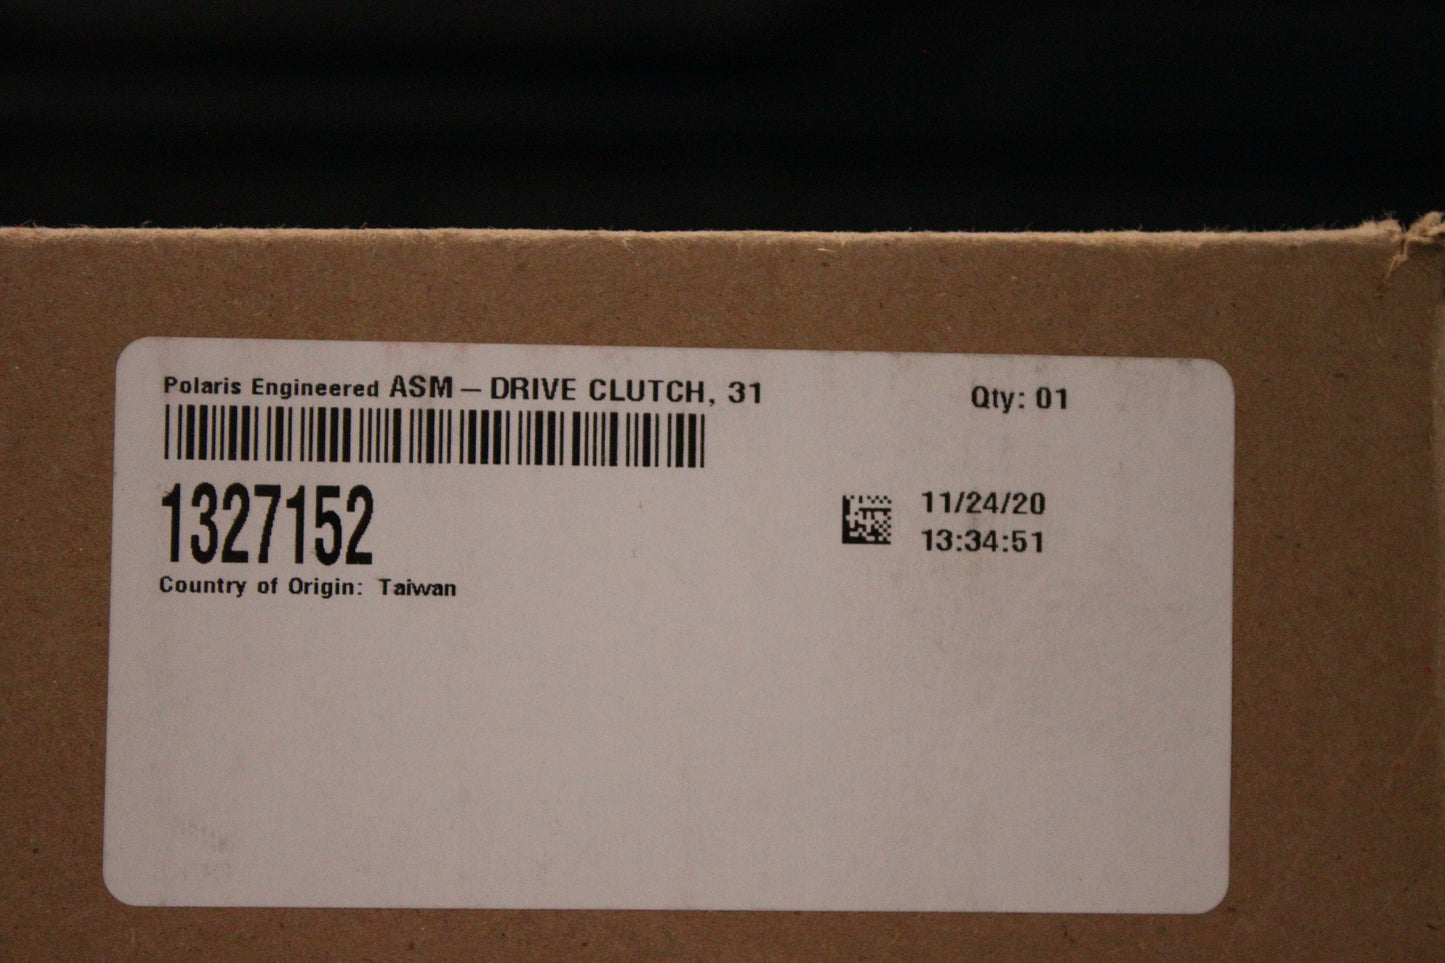 Polaris Engineered ASM – DRIVE CLUTCH, 31
Qty: 01
1327152
11/24/20
13:34:51
Country of Origin: Taiwan